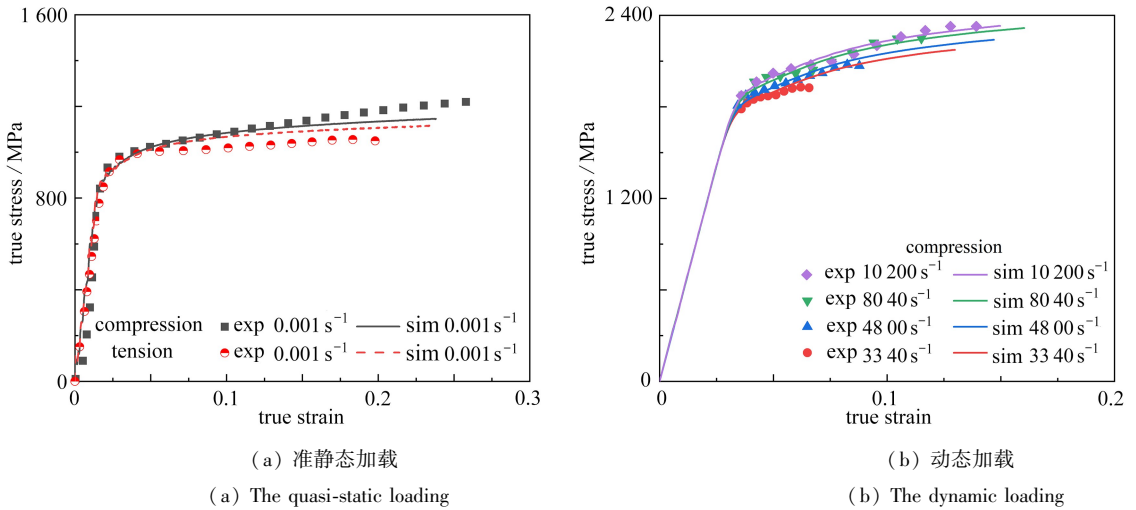 1 600
800
0
true stress / MPa
compression
tension
exp 0.001 s⁻¹
sim 0.001 s⁻¹
exp 0.001 s⁻¹
sim 0.001 s⁻¹
0
0.1
0.2
0.3
true strain
(a) 准静态加载
(a) The quasi-static loading
2 400
1 200
0
true stress / MPa
compression
exp 10 200 s⁻¹
sim 10 200 s⁻¹
exp 80 40 s⁻¹
sim 80 40 s⁻¹
exp 48 00 s⁻¹
sim 48 00 s⁻¹
exp 33 40 s⁻¹
sim 33 40 s⁻¹
0
0.1
0.2
true strain
(b) 动态加载
(b) The dynamic loading